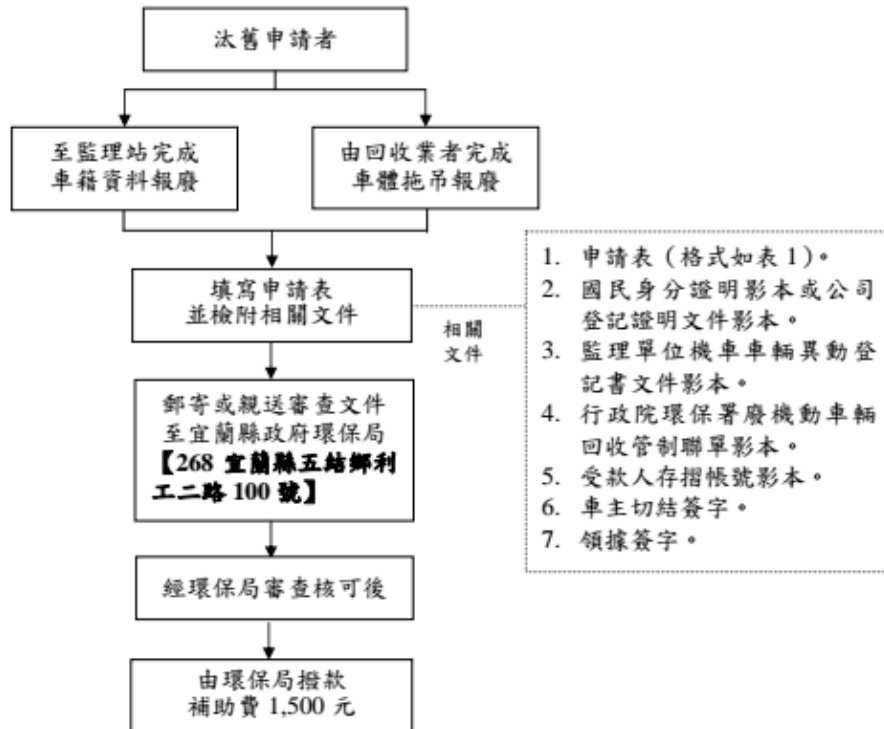 汰舊申請者
至監理站完成
車籍資料報廢
由回收業者完成
車體拖吊報廢
填寫申請表
並檢附相關文件
相關
文件
1. 申請表（格式如表 1）。
2. 國民身分證明影本或公司
登記證明文件影本。
3. 監理單位機車車輛異動登
記書文件影本。
4. 行政院環保署廢機動車輛
回收管制聯單影本。
5. 受款人存摺帳號影本。
6. 車主切結簽字。
7. 領據簽字。
郵寄或親送審查文件
至宜蘭縣政府環保局
【268 宜蘭縣五結鄉利
工二路 100 號】
經環保局審查核可後
由環保局撥款
補助費 1,500 元